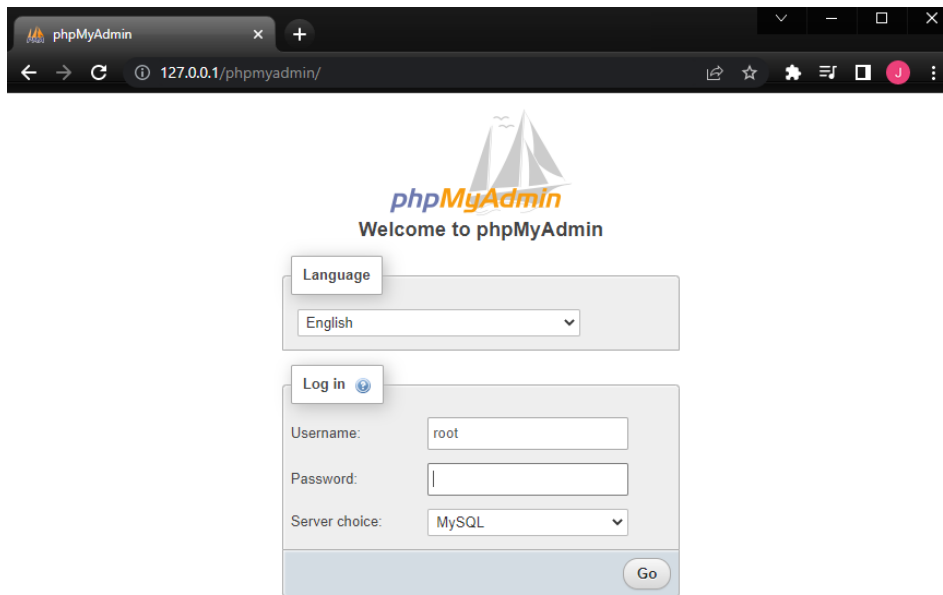 phpMyAdmin
127.0.0.1/phpmyadmin/
J
phpMyAdmin
Welcome to phpMyAdmin
Language
English
Log in
Username: root
Password:
Server choice: MySQL
Go